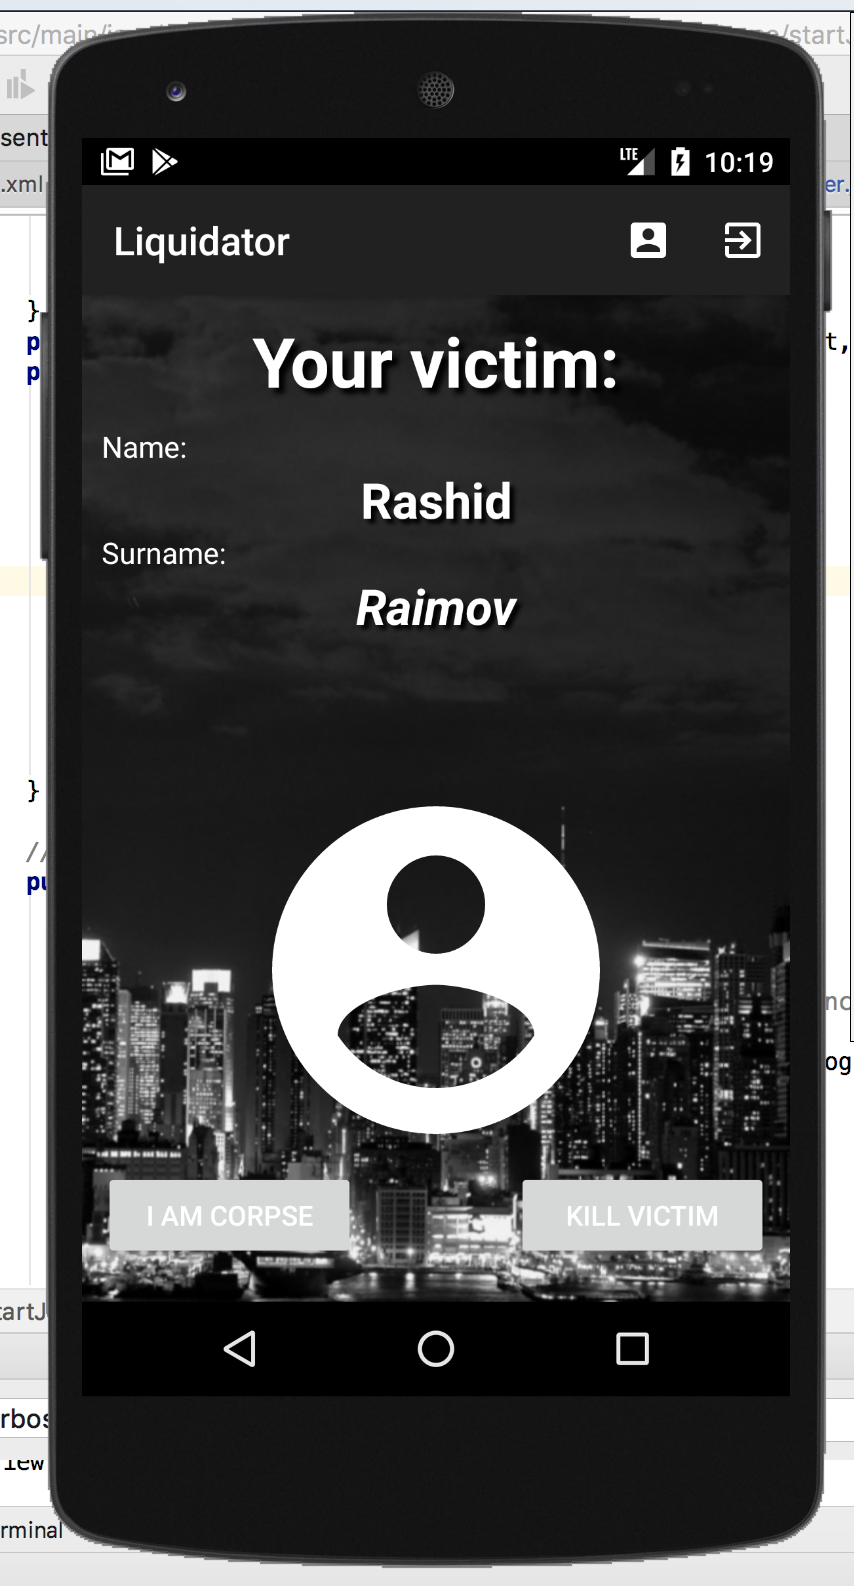 src/main/
/startJ
sent
.xml
er.
LTE 10:19
Liquidator
}
p
t,
p
Your victim:
Name:
Rashid
Surname:
Raimov
}
//
pu
nc
og
I AM CORPSE
KILL VICTIM
tartJ
rbos
iew
rminal